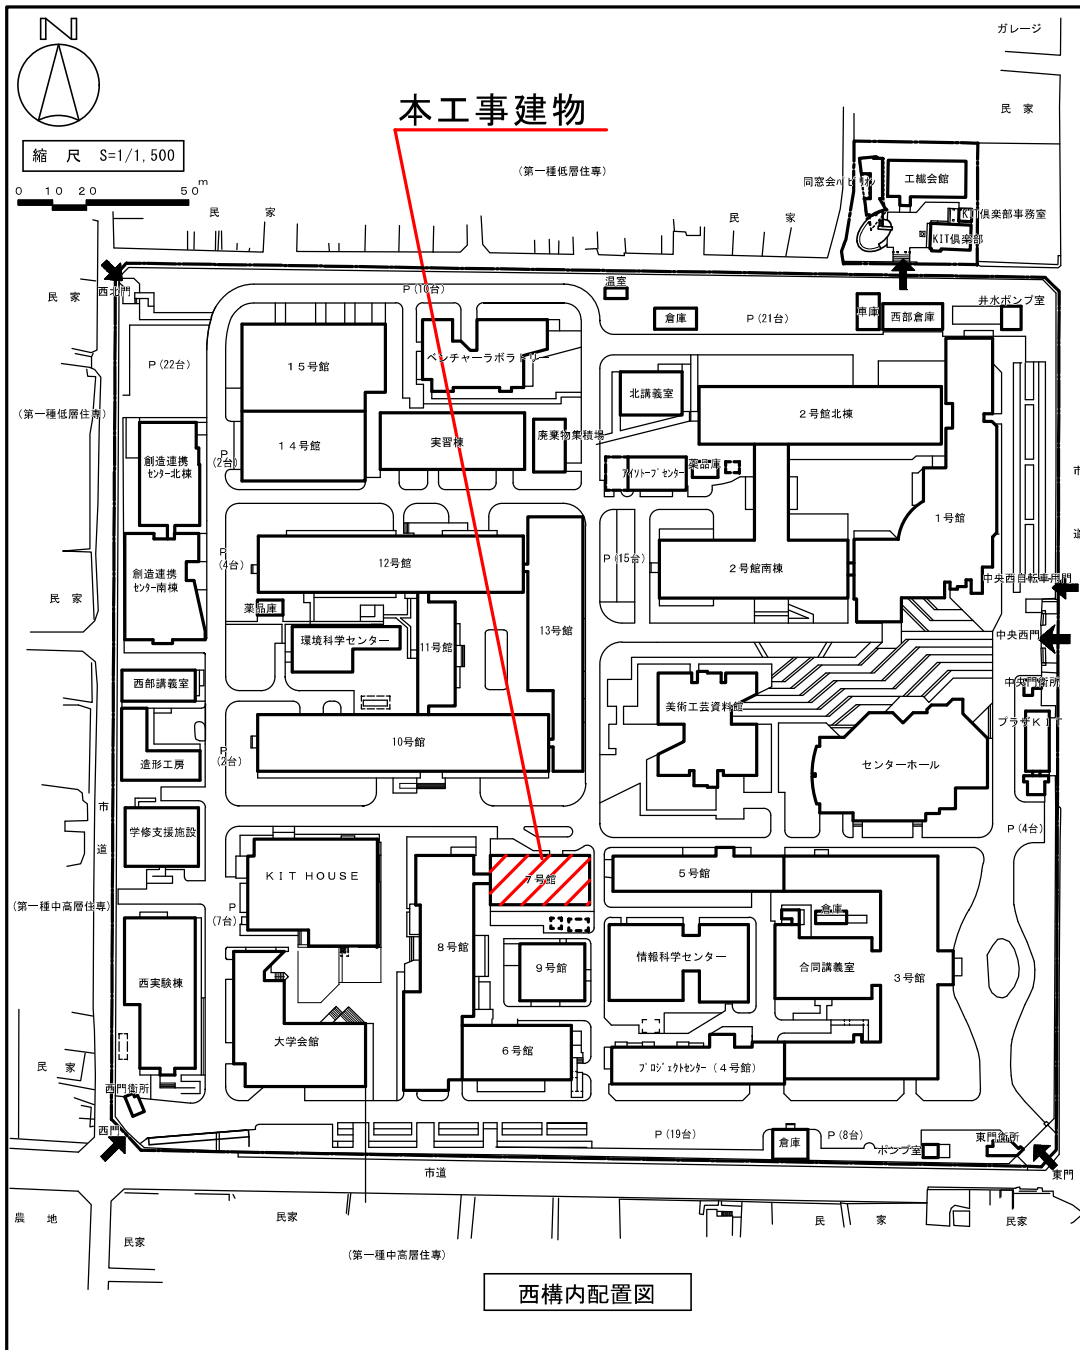 N
ガレージ
本工事建物
民 家
縮 尺 S=1/1,500
(第一種低層住専)
工繊会館
同窓会パビリオン
0 10 20 50m
民 家
民 家
KIT倶楽部事務室
KIT倶楽部
西北門
温室
民 家
P(10台)
井水ポンプ室
倉庫
P(21台)
車庫
西部倉庫
P(22台)
15号館
ベンチャーラボラトリー
北講義室
(第一種低層住専)
2号館北棟
14号館
実習棟
廃棄物集積場
創造連携
センター北棟
P
(2台)
アイソトープセンター
薬品庫
市
道
1号館
P
(4台)
12号館
P(15台)
2号館南棟
創造連携
センター南棟
中央西自転車専用門
民 家
薬品庫
13号館
環境科学センター
11号館
中央西門
西部講義室
中央門衛所
美術工芸資料館
プラザKIT
10号館
P
(2台)
造形工房
センターホール
市
道
学修支援施設
P(4台)
KIT HOUSE
7号館
5号館
(第一種中高層住専)
P
(7台)
倉庫
8号館
情報科学センター
9号館
合同講義室
3号館
西実験棟
大学会館
6号館
民 家
プロジェクトセンター(4号館)
西門衛所
西門
P(19台)
倉庫
P(8台)
ポンプ室
東門衛所
東門
市道
農 地
民家
民 家
民家
民家
(第一種中高層住専)
西構内配置図